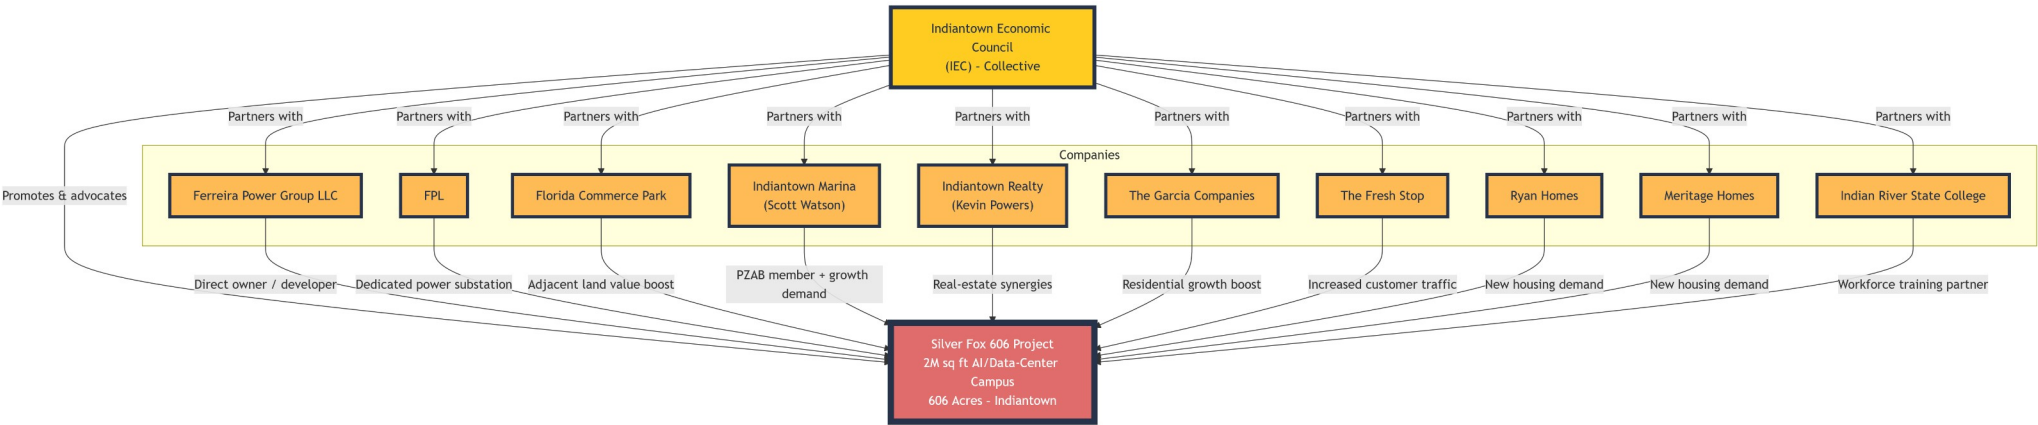 Indiantown Economic
Council
(IEC) - Collective
Partners with
Partners with
Partners with
Partners with
Partners with
Partners with
Partners with
Partners with
Partners with
Partners with
Companies
Promotes & advocates
Ferreira Power Group LLC
FPL
Florida Commerce Park
Indiantown Marina
(Scott Watson)
Indiantown Realty
(Kevin Powers)
The Garcia Companies
The Fresh Stop
Ryan Homes
Meritage Homes
Indian River State College
Direct owner / developer
Dedicated power substation
Adjacent land value boost
PZAB member + growth
demand
Real-estate synergies
Residential growth boost
Increased customer traffic
New housing demand
New housing demand
Workforce training partner
Silver Fox 606 Project
2M sq ft AI/Data-Center
Campus
606 Acres - Indiantown